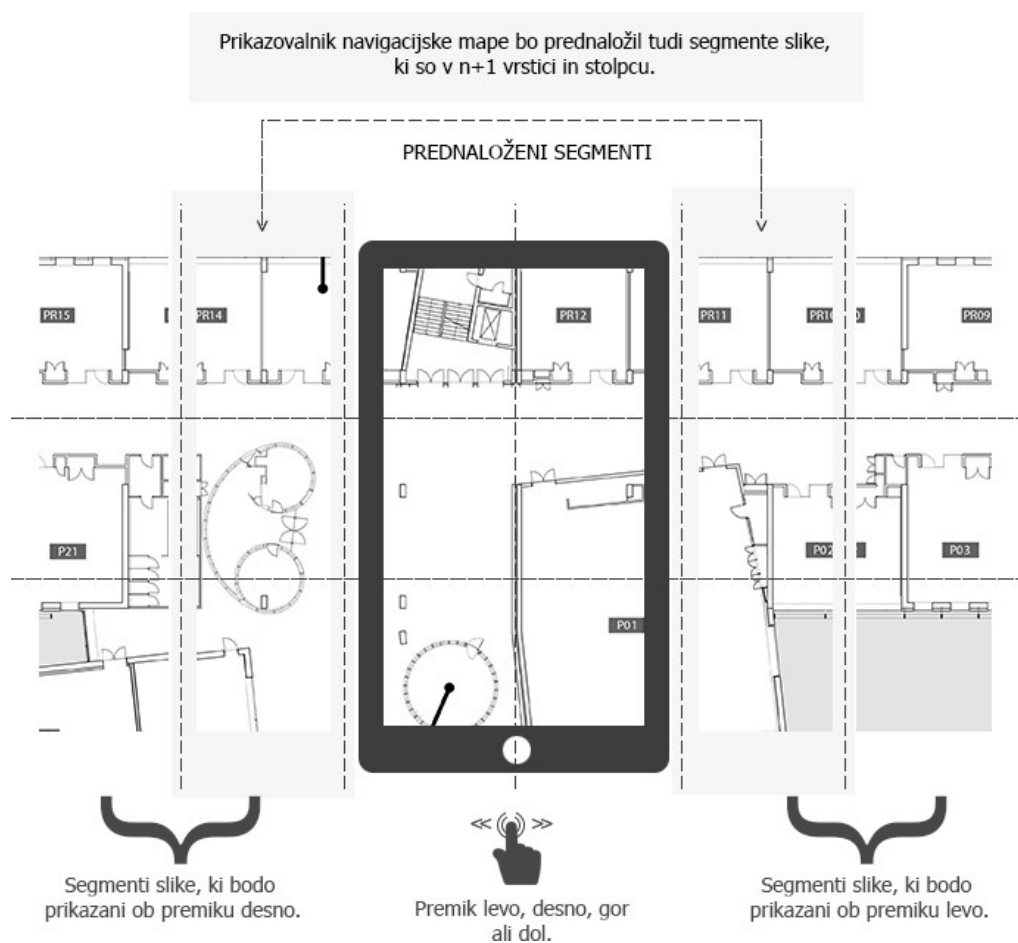 Prikazovalnik navigacijske mape bo prednaložil tudi segmente slike,
ki so v n+1 vrstici in stolpcu.
PREDNALOŽENI SEGMENTI
PR15
PR14
PR12
PR11
PR10
PR09
P21
P02
P03
P01
<< >>
Segmenti slike, ki bodo
prikazani ob premiku desno.
Premik levo, desno, gor
ali dol.
Segmenti slike, ki bodo
prikazani ob premiku levo.